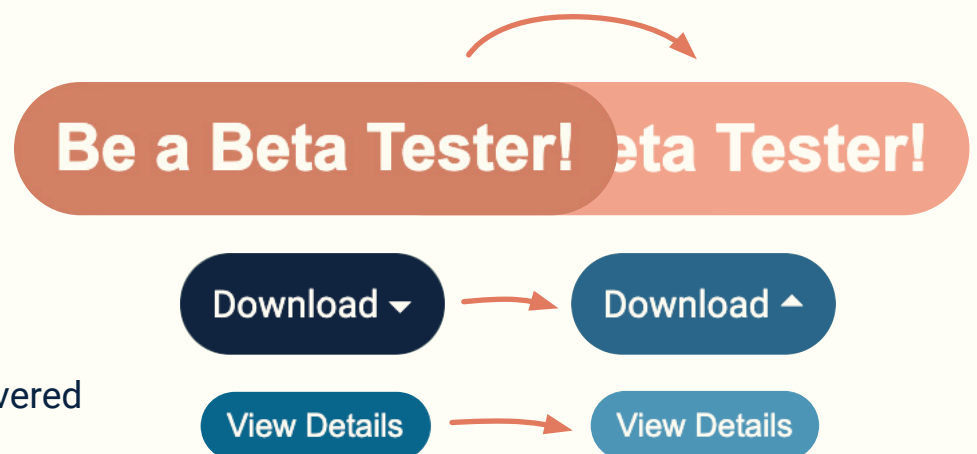 Be a Beta Tester! eta Tester!
Download Download
vered
View Details View Details